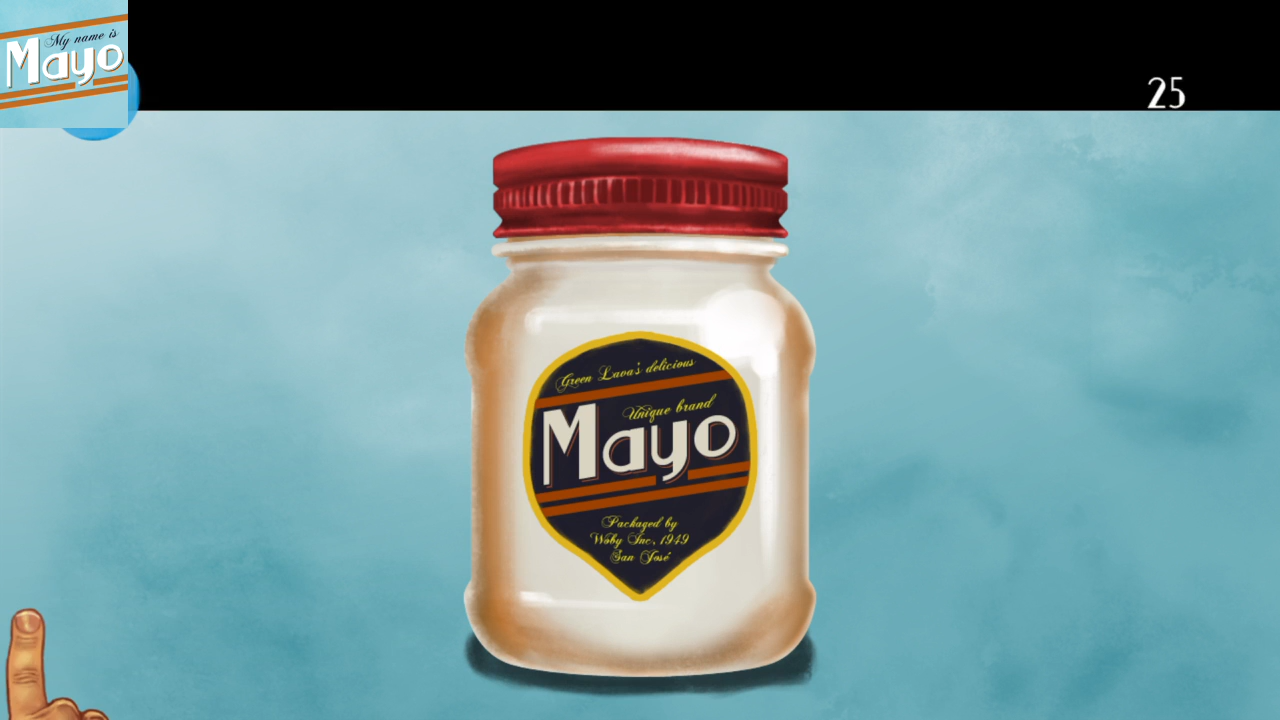 My name is
Mayo
25
Green Lava's delicious
Unique brand
Mayo
Packaged by
Woby Inc, 1949
San José